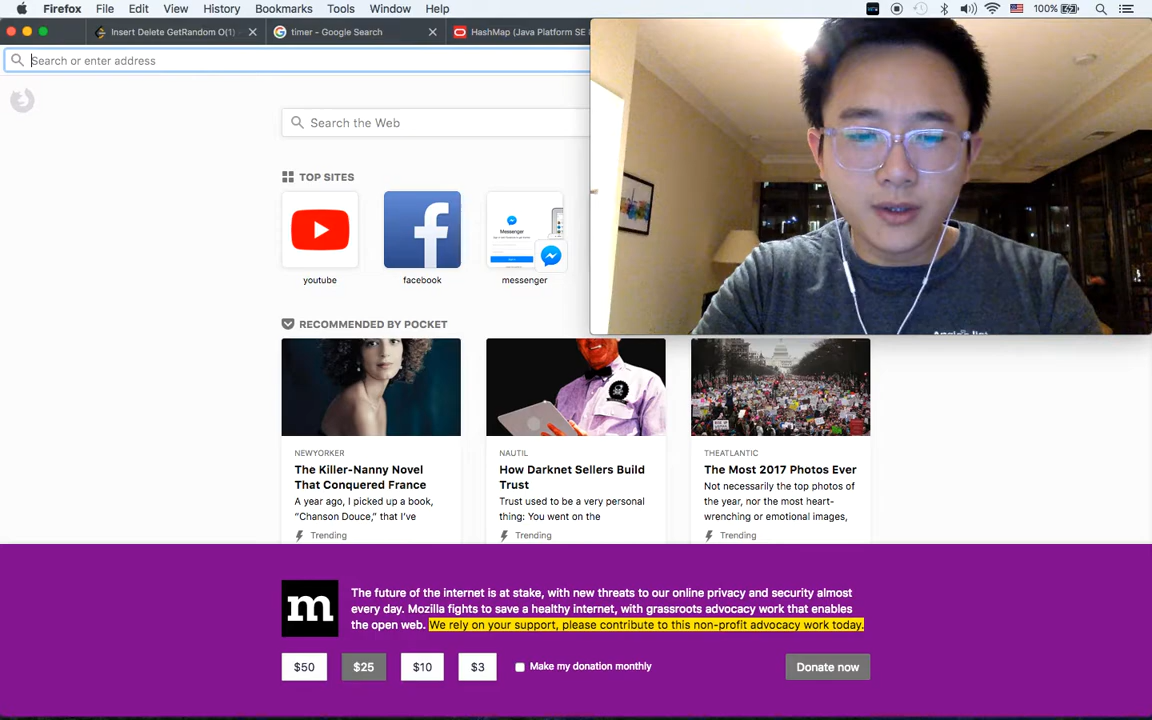 Firefox File Edit View History Bookmarks Tools Window Help 100%
Insert Delete GetRandom O(1) timer - Google Search HashMap (Java Platform SE
Search or enter address
Search the Web
TOP SITES
youtube facebook messenger
RECOMMENDED BY POCKET
NEWYORKER
The Killer-Nanny Novel
That Conquered France
A year ago, I picked up a book,
“Chanson Douce,” that I’ve
Trending
NAUTIL
How Darknet Sellers Build
Trust
Trust used to be a very personal
thing: You went on the
Trending
THEATLANTIC
The Most 2017 Photos Ever
Not necessarily the top photos of
the year, nor the most heart-
wrenching or emotional images,
Trending
m
The future of the internet is at stake, with new threats to our online privacy and security almost
every day. Mozilla fights to save a healthy internet, with grassroots advocacy work that enables
the open web. We rely on your support, please contribute to this non-profit advocacy work today.
$50 $25 $10 $3 Make my donation monthly Donate now